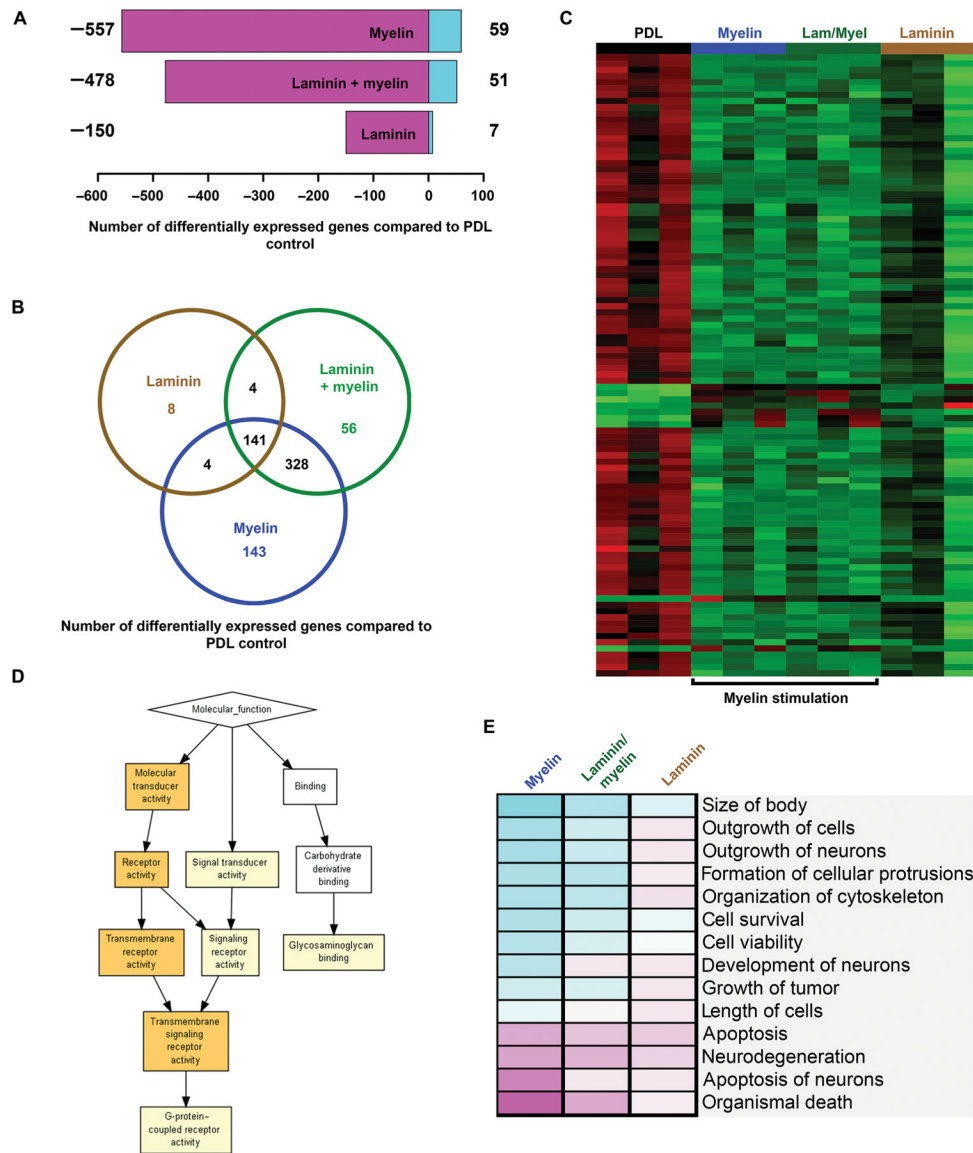 A
−557
Myelin
59
−478
Laminin + myelin
51
−150
Laminin
7
−600 −500 −400 −300 −200 −100 0 100
Number of differentially expressed genes compared to PDL
control
B
Laminin
8
4
Laminin
+ myelin
56
141
4
328
Myelin
143
Number of differentially expressed genes compared to
PDL control
C
PDL Myelin Lam/Myel Laminin
Myelin stimulation
D
Molecular_function
Molecular
transducer
activity
Binding
Receptor
activity
Signal transducer
activity
Carbohydrate
derivative
binding
Transmembrane
receptor
activity
Signaling
receptor
activity
Glycosaminoglycan
binding
Transmembrane
signaling
receptor
activity
G-protein–
coupled receptor
activity
E
Myelin
Laminin/
myelin
Laminin
Size of body
Outgrowth of cells
Outgrowth of neurons
Formation of cellular protrusions
Organization of cytoskeleton
Cell survival
Cell viability
Development of neurons
Growth of tumor
Length of cells
Apoptosis
Neurodegeneration
Apoptosis of neurons
Organismal death